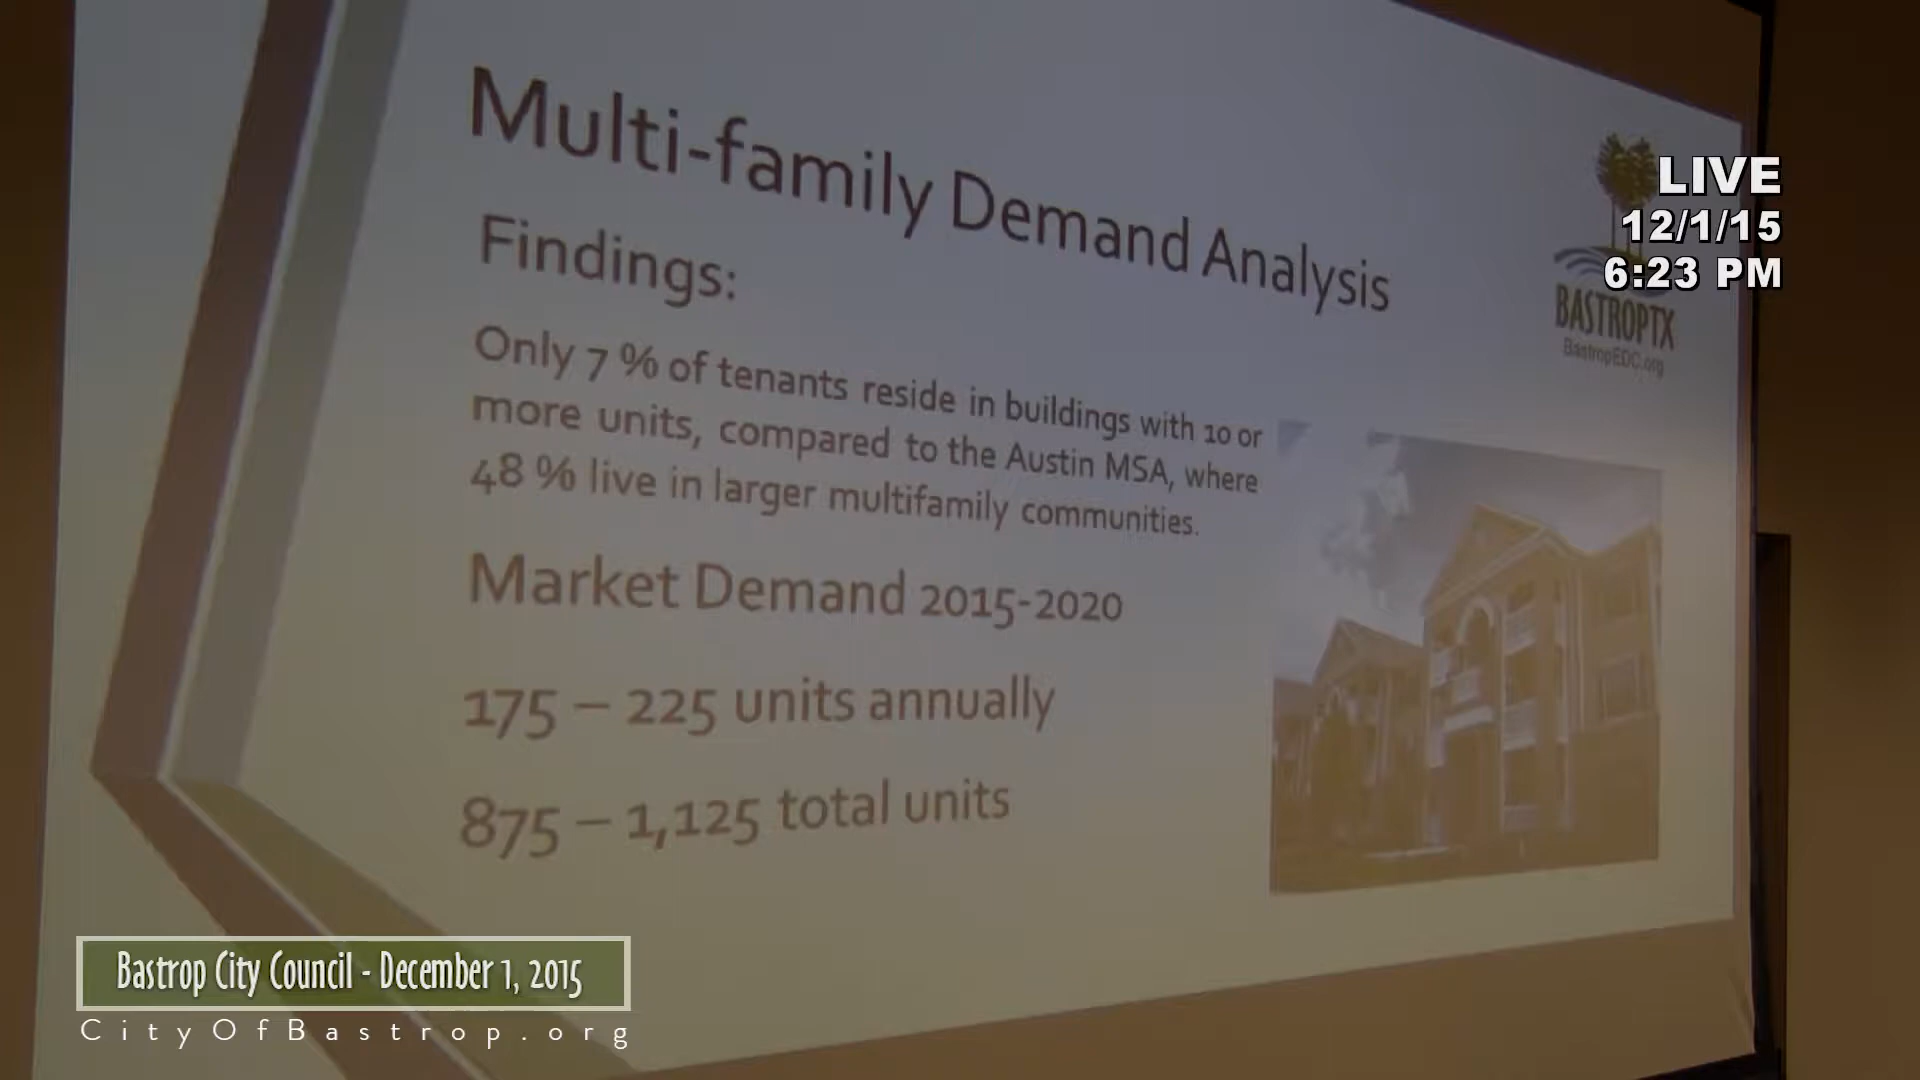 Multi-family Demand Analysis
Findings:
Only 7 % of tenants reside in buildings with 10 or
more units, compared to the Austin MSA, where
48 % live in larger multifamily communities.
Market Demand 2015-2020
175 – 225 units annually
875 – 1,125 total units
LIVE
12/1/15
6:23 PM
BASTROPTX
BastropEDC.org
Bastrop City Council - December 1, 2015
CityOfBastrop.org